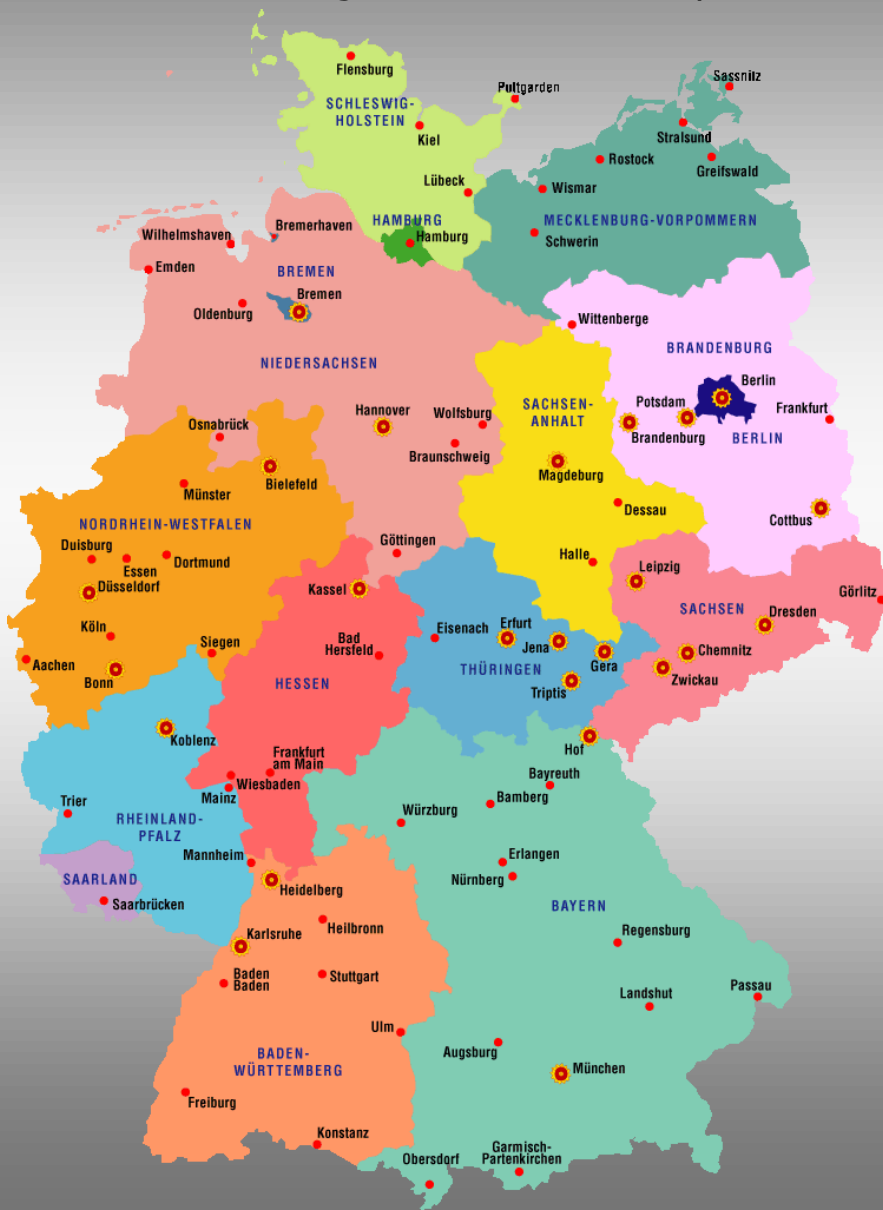 Flensburg
Puttgarden
Sassnitz
SCHLESWIG-
HOLSTEIN
Kiel
Stralsund
Rostock
Greifswald
Lübeck
Wismar
HAMBURG
Hamburg
MECKLENBURG-VORPOMMERN
Schwerin
Bremerhaven
Wilhelmshaven
Emden
BREMEN
Bremen
Oldenburg
Wittenberge
NIEDERSACHSEN
BRANDENBURG
Berlin
Potsdam
Frankfurt
Brandenburg
BERLIN
Hannover
Wolfsburg
SACHSEN-
ANHALT
Osnabrück
Braunschweig
Magdeburg
Bielefeld
Münster
Dessau
Cottbus
NORDRHEIN-WESTFALEN
Duisburg
Essen
Dortmund
Göttingen
Halle
Leipzig
Düsseldorf
Kassel
Görlitz
SACHSEN
Dresden
Köln
Siegen
Bad
Hersfeld
Eisenach
Erfurt
Jena
Gera
Chemnitz
Aachen
Bonn
THÜRINGEN
Zwickau
HESSEN
Triptis
Koblenz
Hof
Frankfurt
am Main
Wiesbaden
Mainz
Bayreuth
Bamberg
Trier
RHEINLAND-
PFALZ
Würzburg
Mannheim
Erlangen
Nürnberg
SAARLAND
Saarbrücken
Heidelberg
BAYERN
Heilbronn
Karlsruhe
Regensburg
Baden
Baden
Stuttgart
Landshut
Passau
Ulm
Augsburg
BADEN-
WÜRTTEMBERG
München
Freiburg
Konstanz
Obersdorf
Garmisch-
Partenkirchen